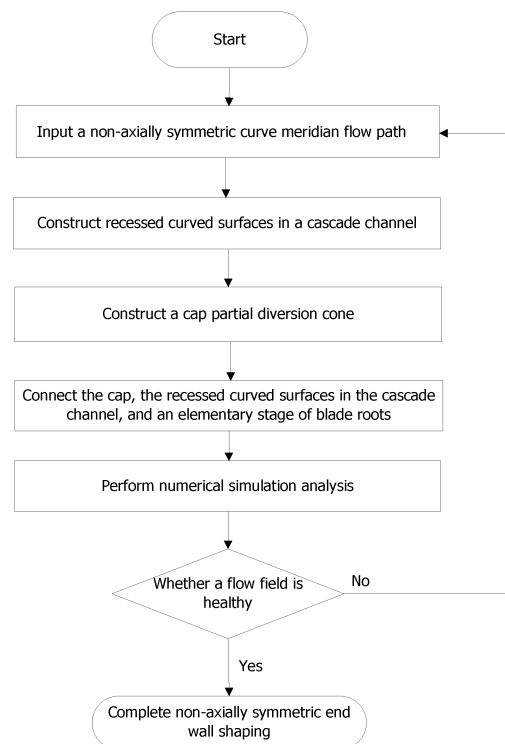 Start
Input a non-axially symmetric curve meridian flow path
Construct recessed curved surfaces in a cascade channel
Construct a cap partial diversion cone
Connect the cap, the recessed curved surfaces in the cascade
channel, and an elementary stage of blade roots
Perform numerical simulation analysis
Whether a flow field is
healthy
No
Yes
Complete non-axially symmetric end
wall shaping